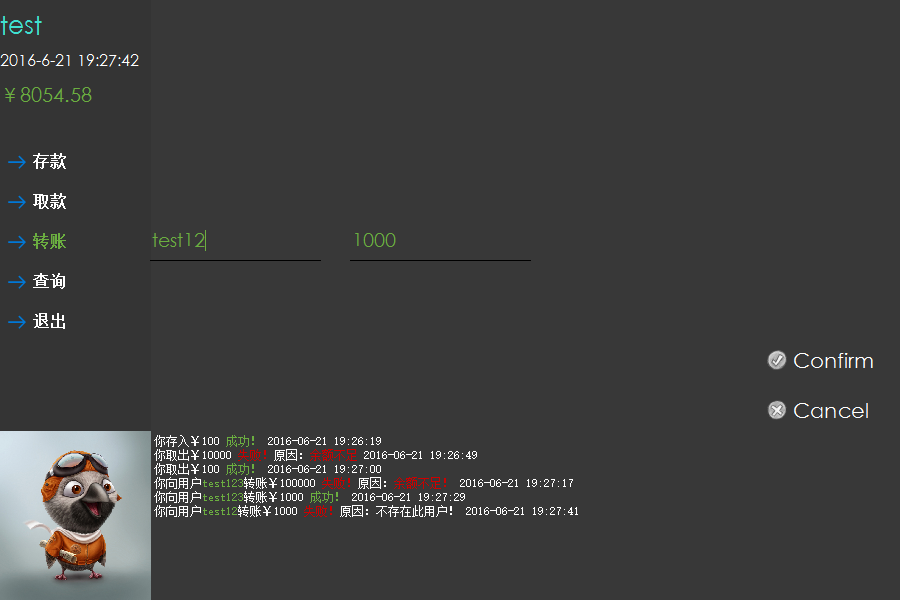 test
2016-6-21 19:27:42
￥8054.58
存款
取款
转账
查询
退出
test12
1000
Confirm
Cancel
你存入￥100 成功! 2016-06-21 19:26:19
你取出￥10000 失败! 原因: 余额不足 2016-06-21 19:26:49
你取出￥100 成功! 2016-06-21 19:27:00
你向用户test123转账￥100000 失败! 原因: 余额不足! 2016-06-21 19:27:17
你向用户test123转账￥1000 成功! 2016-06-21 19:27:29
你向用户test12转账￥1000 失败! 原因: 不存在此用户! 2016-06-21 19:27:41